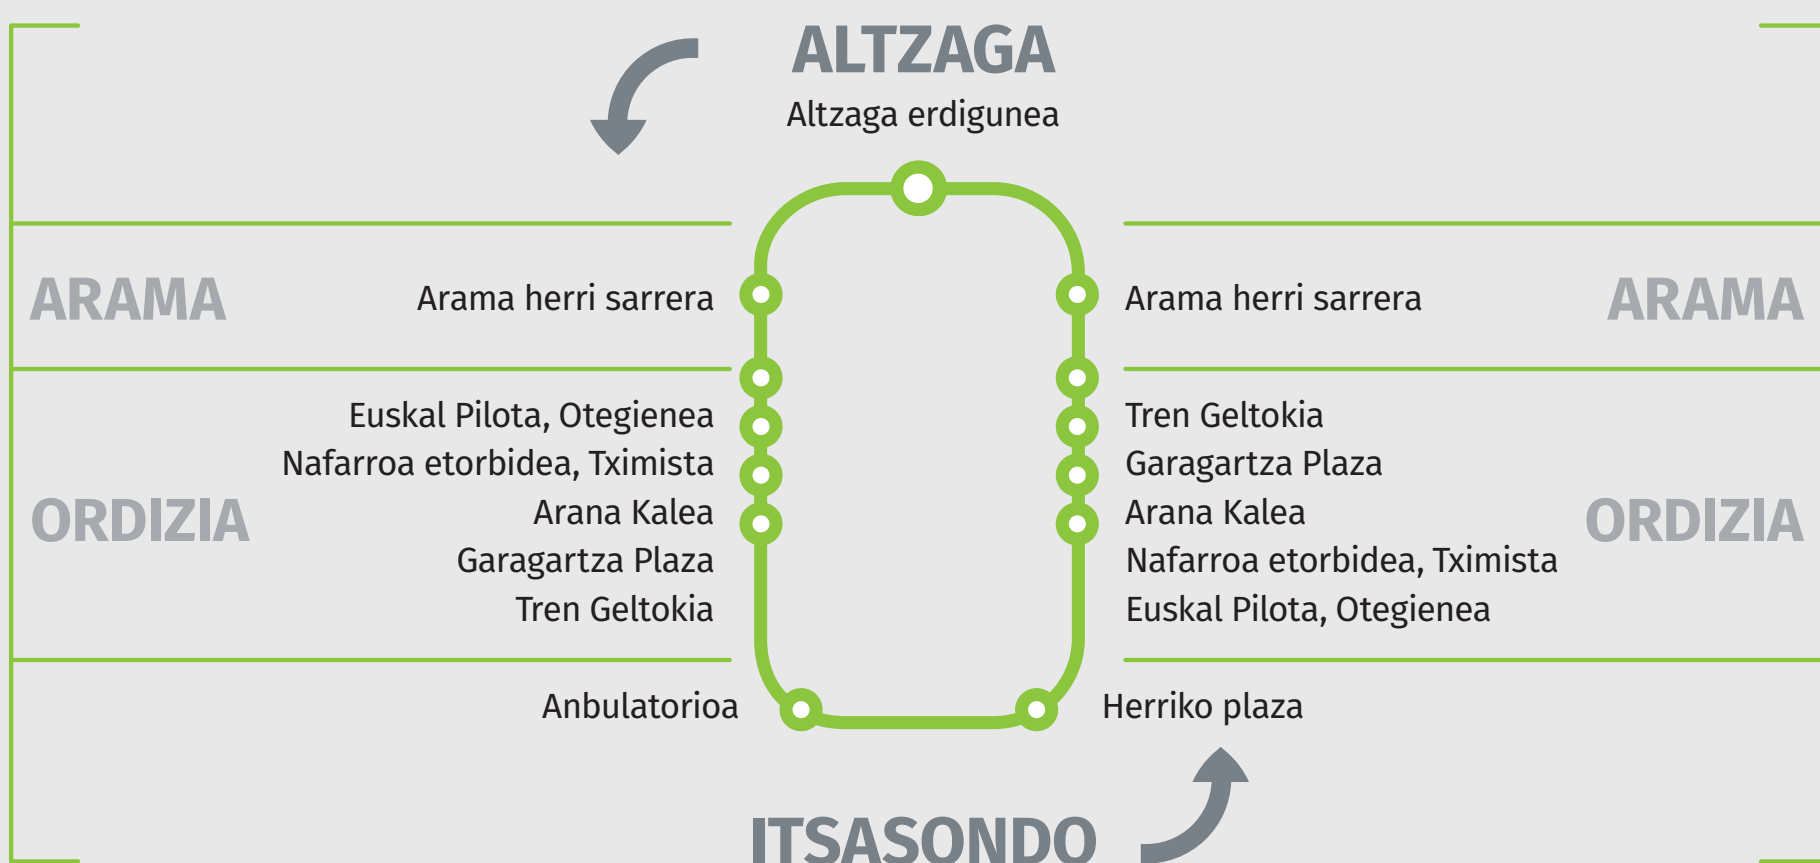 ALTZAGA
Altzaga erdigunea
ARAMA
Arama herri sarrera
Arama herri sarrera
ARAMA
ORDIZIA
Euskal Pilota, Otegienea
Nafarroa etorbidea, Tximista
Arana Kalea
Garagartza Plaza
Tren Geltokia
Tren Geltokia
Garagartza Plaza
Arana Kalea
Nafarroa etorbidea, Tximista
Euskal Pilota, Otegienea
ORDIZIA
Anbulatorioa
Herriko plaza
ITSASONDO